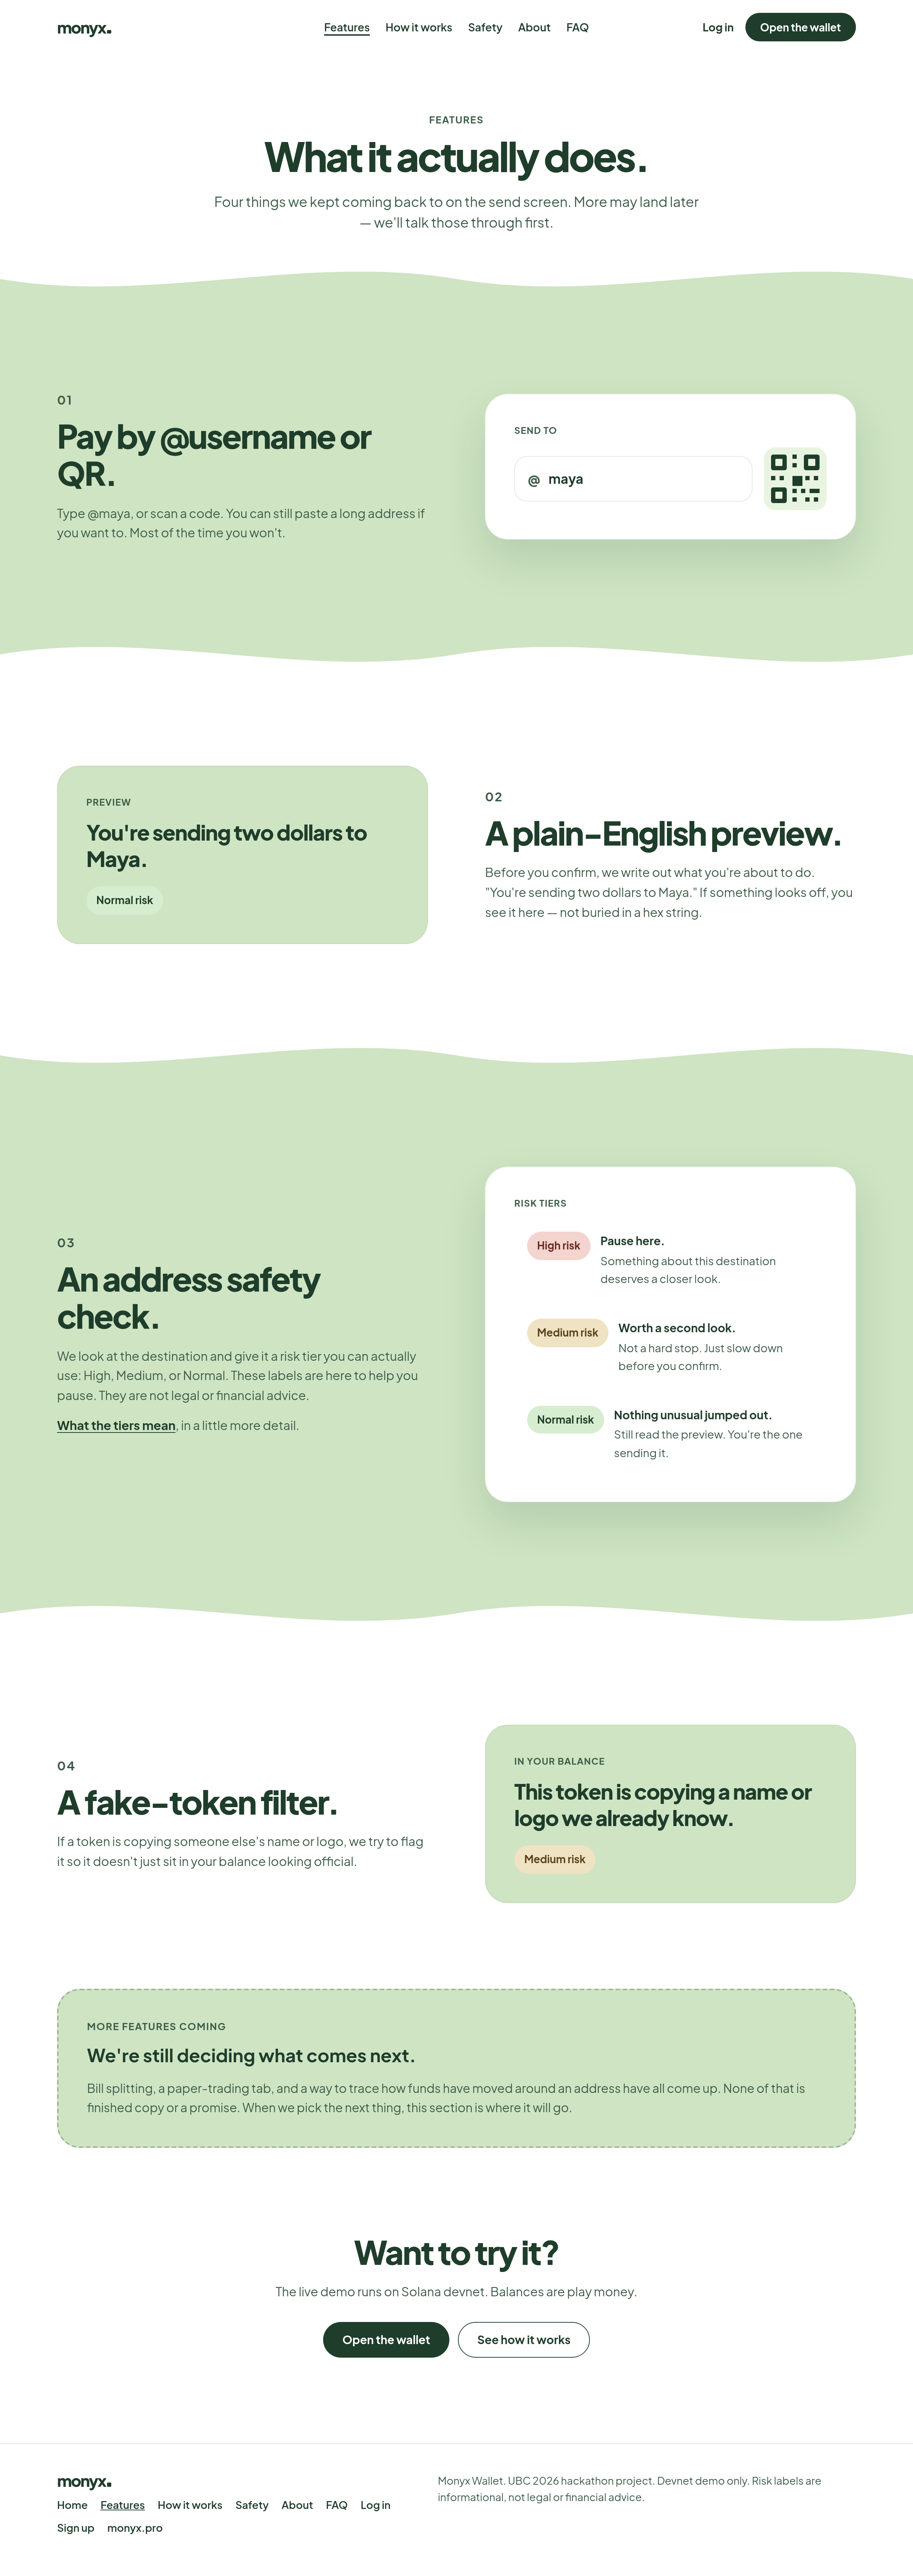 monyx.
Features How it works Safety About FAQ
Log in Open the wallet
FEATURES
What it actually does.
Four things we kept coming back to on the send screen. More may land later
— we'll talk those through first.
01
Pay by @username or
QR.
Type @maya, or scan a code. You can still paste a long address if
you want to. Most of the time you won't.
SEND TO
@ maya
PREVIEW
You're sending two dollars to
Maya.
Normal risk
02
A plain-English preview.
Before you confirm, we write out what you're about to do.
"You're sending two dollars to Maya." If something looks off, you
see it here — not buried in a hex string.
03
An address safety
check.
We look at the destination and give it a risk tier you can actually
use: High, Medium, or Normal. These labels are here to help you
pause. They are not legal or financial advice.
What the tiers mean, in a little more detail.
RISK TIERS
High risk
Pause here.
Something about this destination
deserves a closer look.
Medium risk
Worth a second look.
Not a hard stop. Just slow down
before you confirm.
Normal risk
Nothing unusual jumped out.
Still read the preview. You're the one
sending it.
04
A fake-token filter.
If a token is copying someone else's name or logo, we try to flag
it so it doesn't just sit in your balance looking official.
IN YOUR BALANCE
This token is copying a name or
logo we already know.
Medium risk
MORE FEATURES COMING
We're still deciding what comes next.
Bill splitting, a paper-trading tab, and a way to trace how funds have moved around an address have all come up. None of that is
finished copy or a promise. When we pick the next thing, this section is where it will go.
Want to try it?
The live demo runs on Solana devnet. Balances are play money.
Open the wallet See how it works
monyx.
Home Features How it works Safety About FAQ Log in
Sign up monyx.pro
Monyx Wallet. UBC 2026 hackathon project. Devnet demo only. Risk labels are
informational, not legal or financial advice.